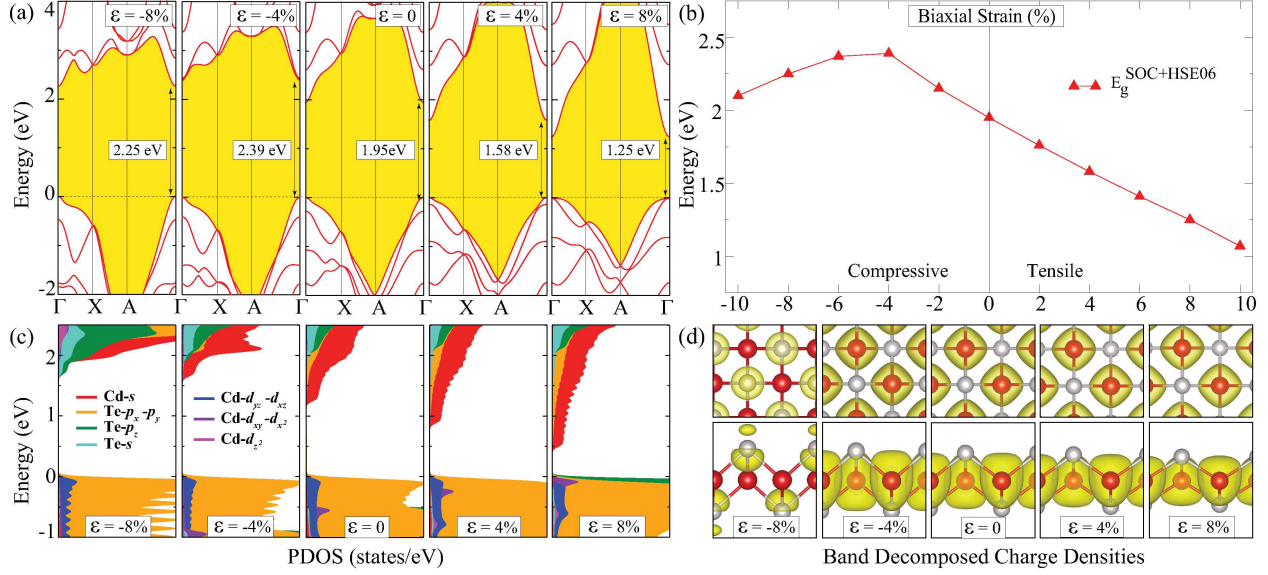 (a)
ε = -8%
ε = -4%
ε = 0
ε = 4%
ε = 8%
Energy (eV)
4
2
0
-2
2.25 eV
2.39 eV
1.95eV
1.58 eV
1.25 eV
Γ X A Γ X A Γ X A Γ X A Γ X A Γ
(b)
Biaxial Strain (%)
2.5
2
1.5
1
Energy (eV)
E_g^SOC+HSE06
Compressive
Tensile
-10 -8 -6 -4 -2 0 2 4 6 8 10
(c)
Energy (eV)
2
1
0
-1
Cd-s
Te-pₓ-p_y
Te-p_z
Te-s
Cd-d_yz-d_xz
Cd-d_xy-d_x²
Cd-d_z²
ε = -8%
ε = -4%
ε = 0
ε = 4%
ε = 8%
PDOS (states/eV)
(d)
ε = -8%
ε = -4%
ε = 0
ε = 4%
ε = 8%
Band Decomposed Charge Densities